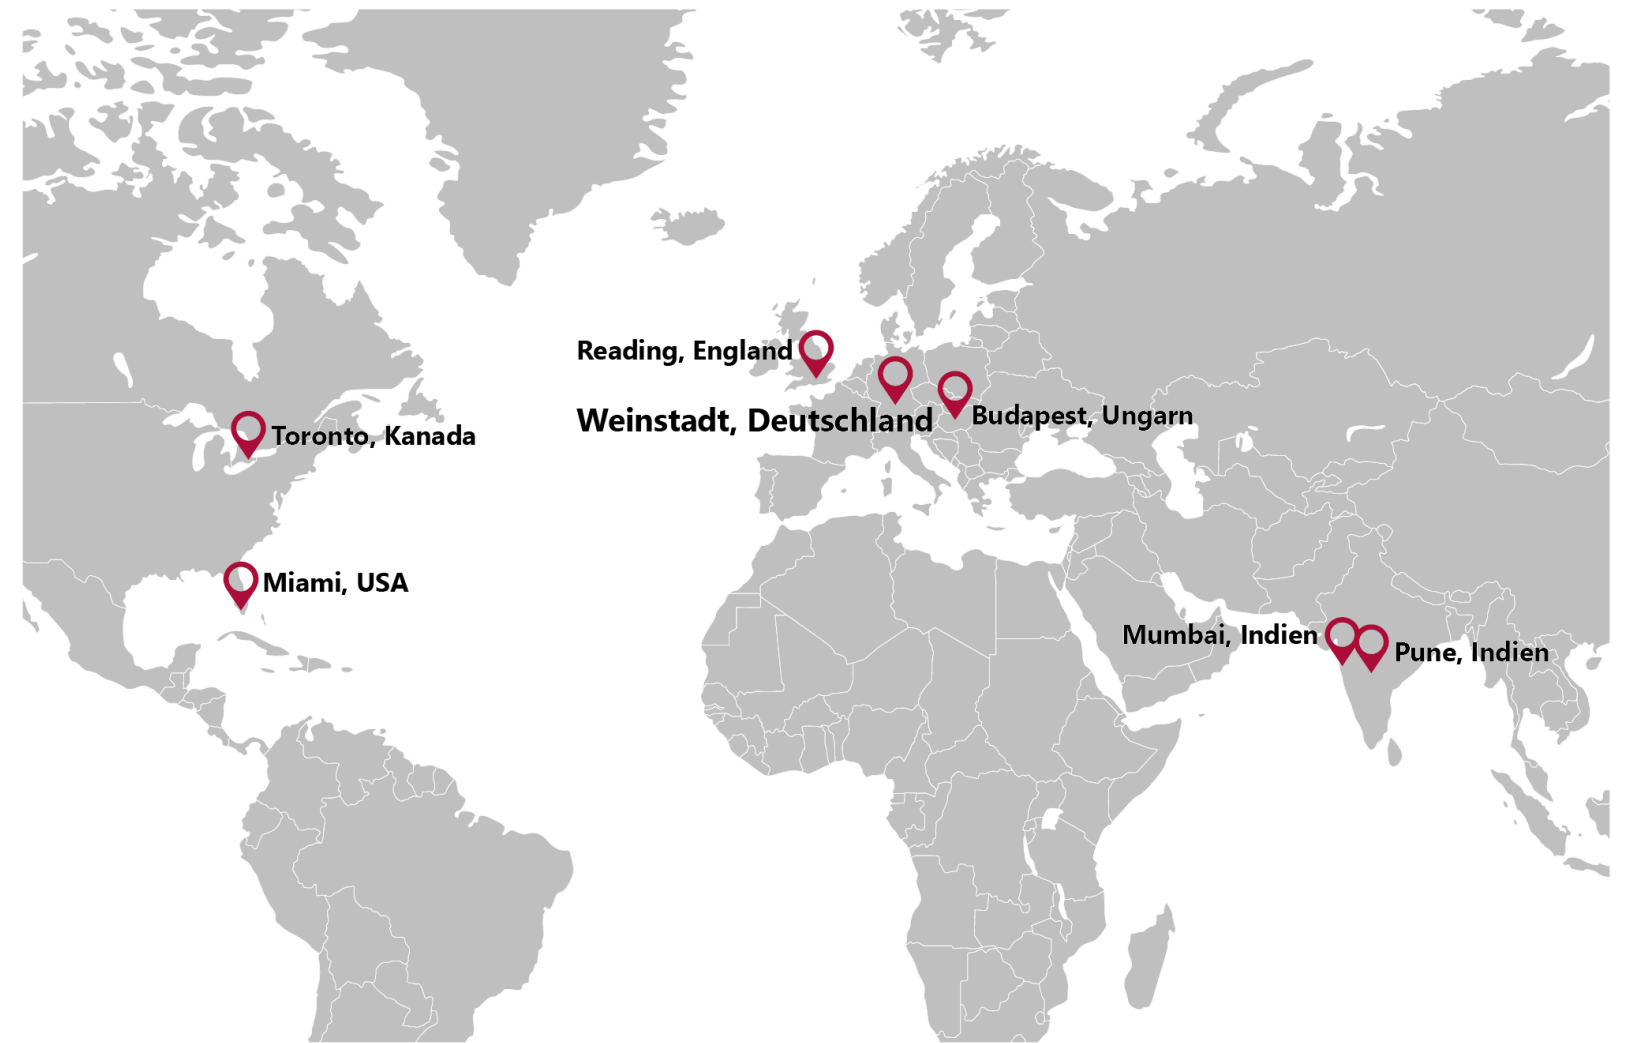 Reading, England
Weinstadt, Deutschland
Budapest, Ungarn
Toronto, Kanada
Miami, USA
Mumbai, Indien
Pune, Indien